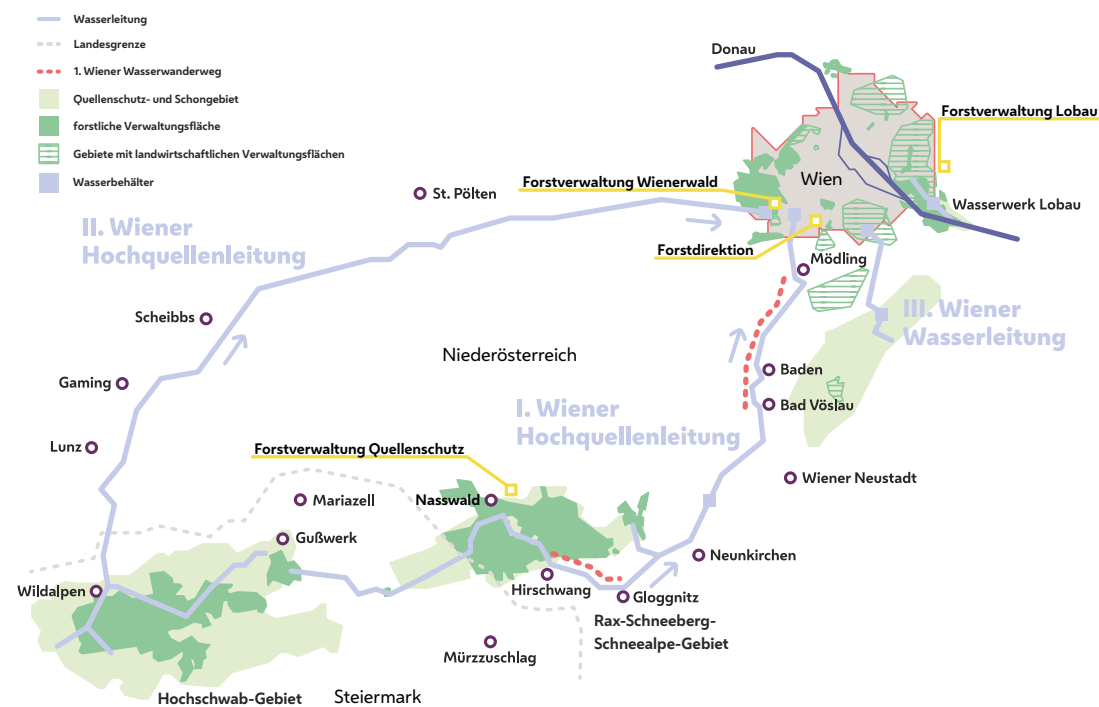 Wasserleitung
Landesgrenze
1. Wiener Wasserwanderweg
Quellenschutz- und Schongebiet
forstliche Verwaltungsfläche
Gebiete mit landwirtschaftlichen Verwaltungsflächen
Wasserbehälter
Donau
Forstverwaltung Lobau
Forstverwaltung Wienerwald
Wien
St. Pölten
Wasserwerk Lobau
II. Wiener
Hochquellenleitung
Forstdirektion
Mödling
Scheibbs
III. Wiener
Wasserleitung
Niederösterreich
Gaming
Baden
Bad Vöslau
I. Wiener
Hochquellenleitung
Lunz
Forstverwaltung Quellenschutz
Wiener Neustadt
Mariazell
Nasswald
Gußwerk
Neunkirchen
Wildalpen
Hirschwang
Gloggnitz
Rax-Schneeberg-
Schneealpe-Gebiet
Mürzzuschlag
Hochschwab-Gebiet
Steiermark